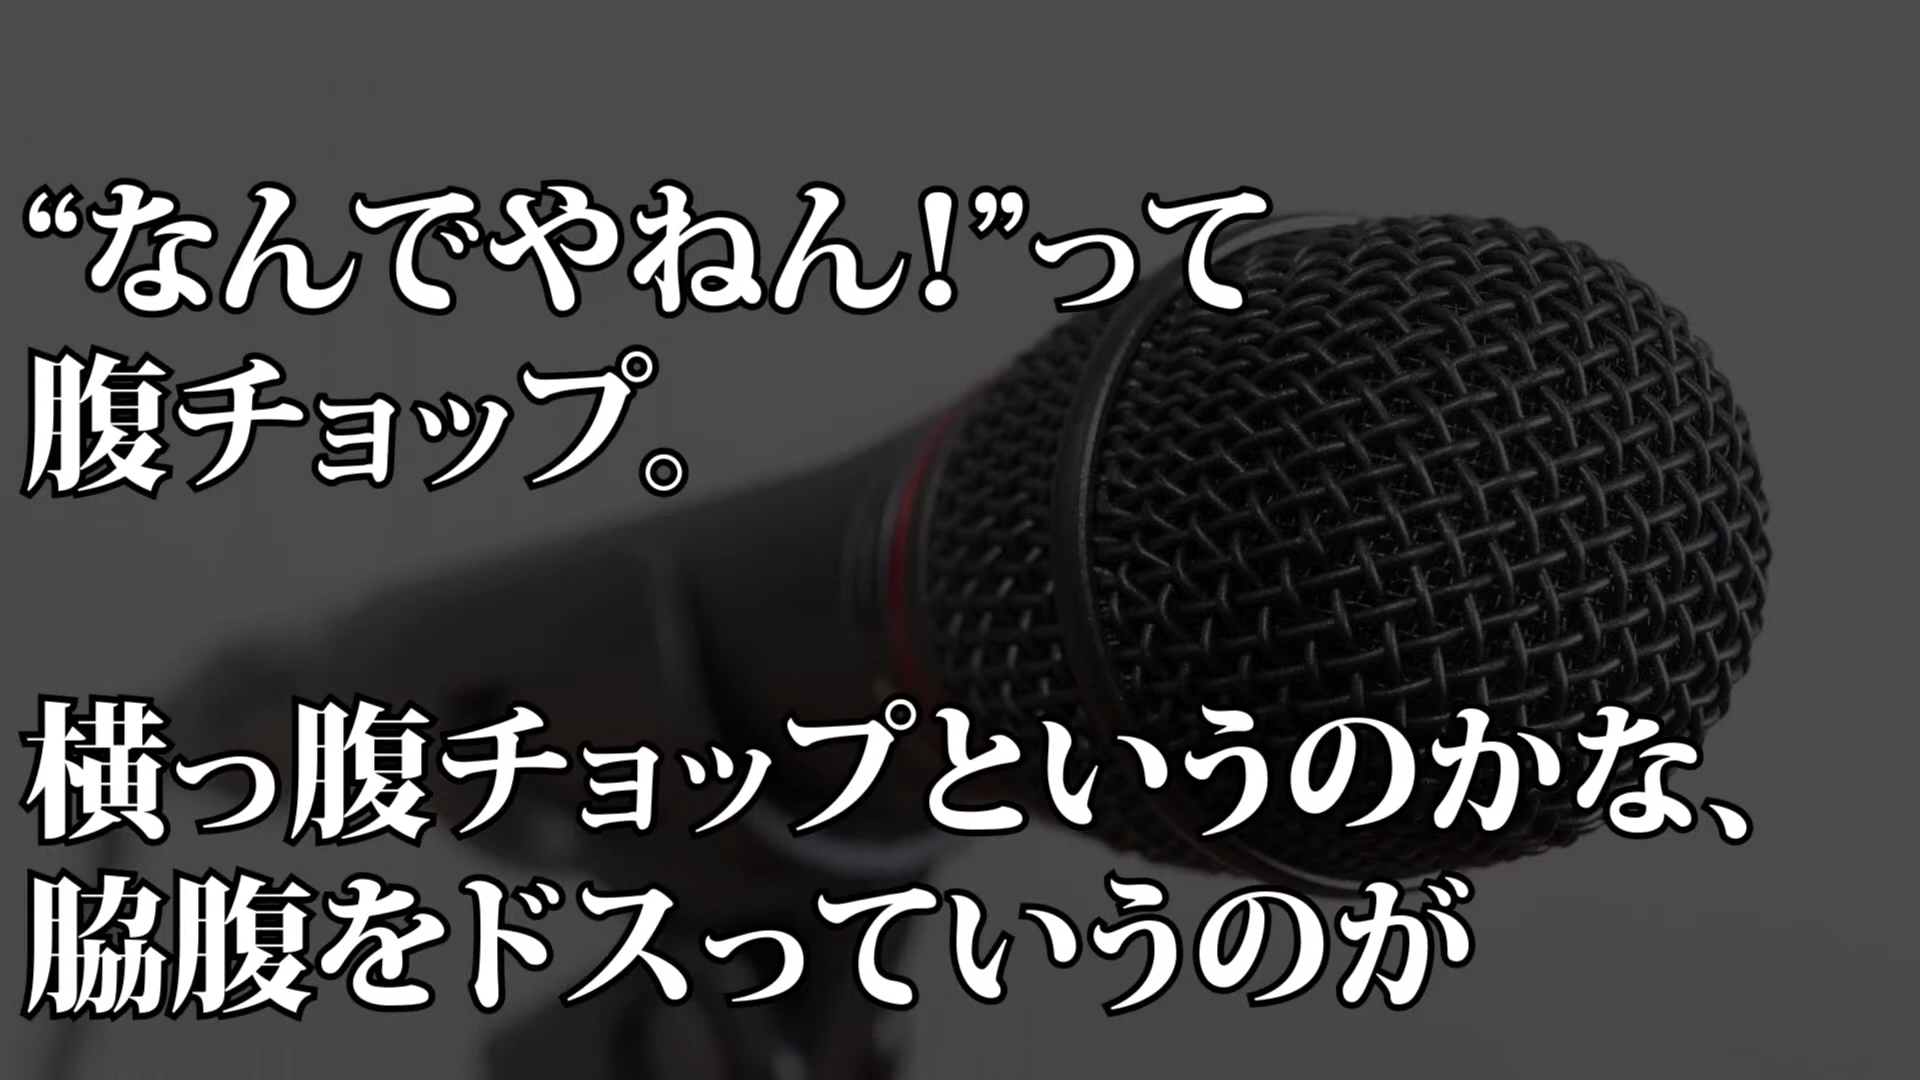 “なんでやねん!”って
腹チョップ。
横っ腹チョップというのかな、
脇腹をドスっていうのが